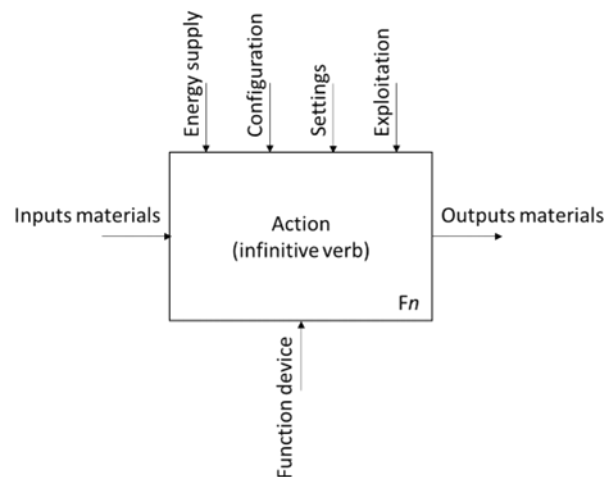 Energy supply
Configuration
Settings
Exploitation
Inputs materials
Action
(infinitive verb)
Outputs materials
Fn
Function device